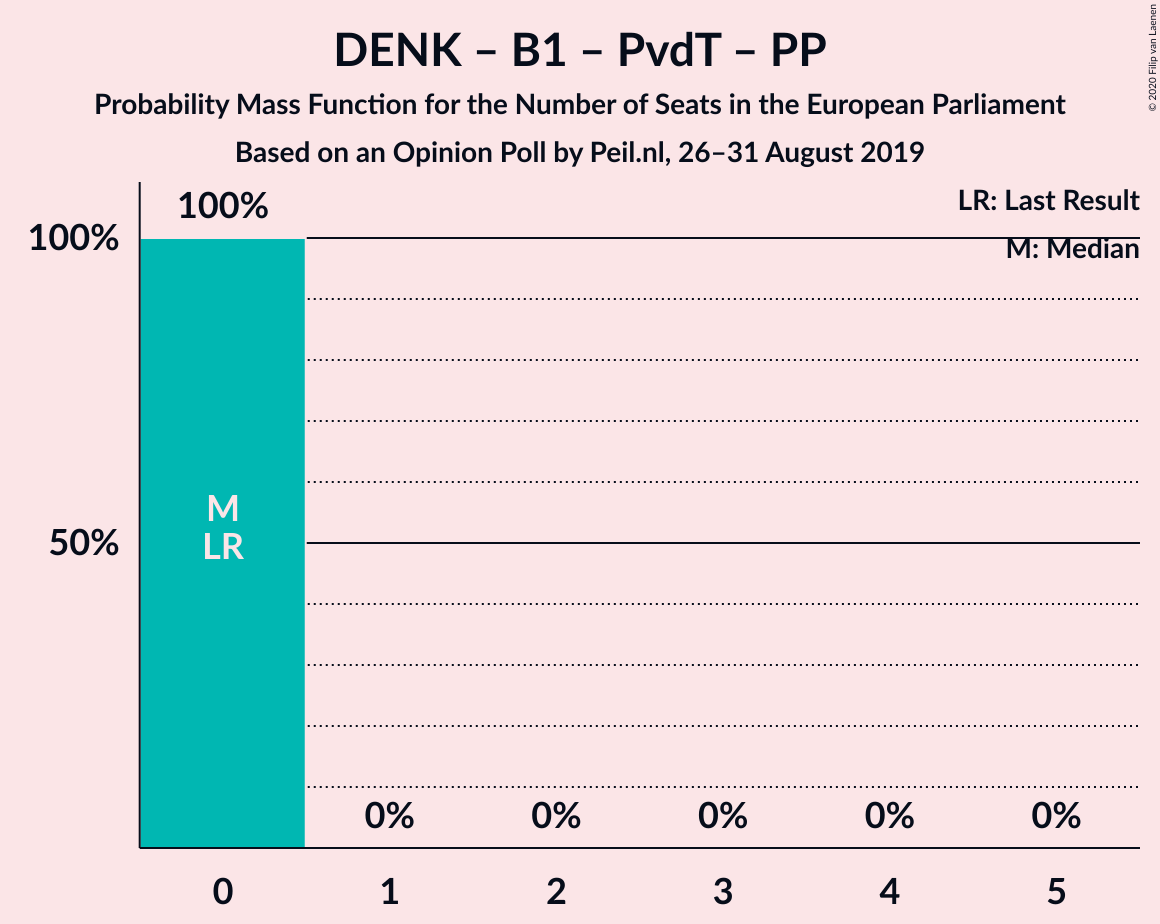 DENK – B1 – PvdT – PP
Probability Mass Function for the Number of Seats in the European Parliament
Based on an Opinion Poll by Peil.nl, 26–31 August 2019
© 2020 Filip van Laenen
LR: Last Result
M: Median
100%
100%
50%
M
LR
0%
0%
0%
0%
0%
0
1
2
3
4
5